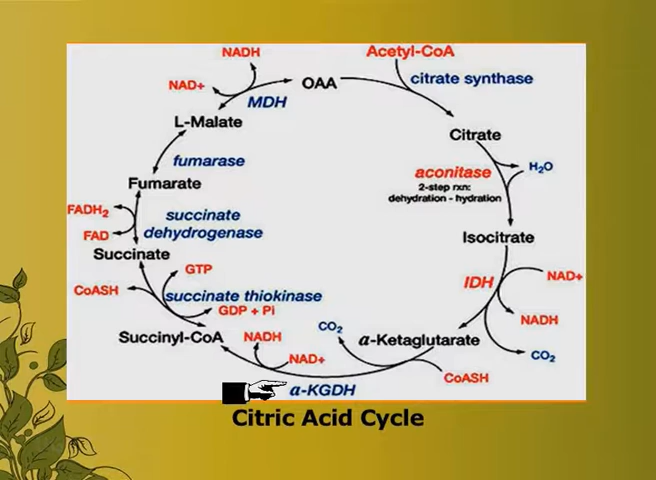 NADH
Acetyl-CoA
NAD+
OAA
citrate synthase
MDH
L-Malate
Citrate
fumarase
aconitase
H₂O
2-step rxn:
dehydration - hydration
Fumarate
FADH₂
succinate
dehydrogenase
FAD
Isocitrate
Succinate
GTP
IDH
NAD+
CoASH
succinate thiokinase
GDP + Pi
NADH
Succinyl-CoA
NADH
CO₂
α-Ketaglutarate
CO₂
NAD+
CoASH
α-KGDH
Citric Acid Cycle